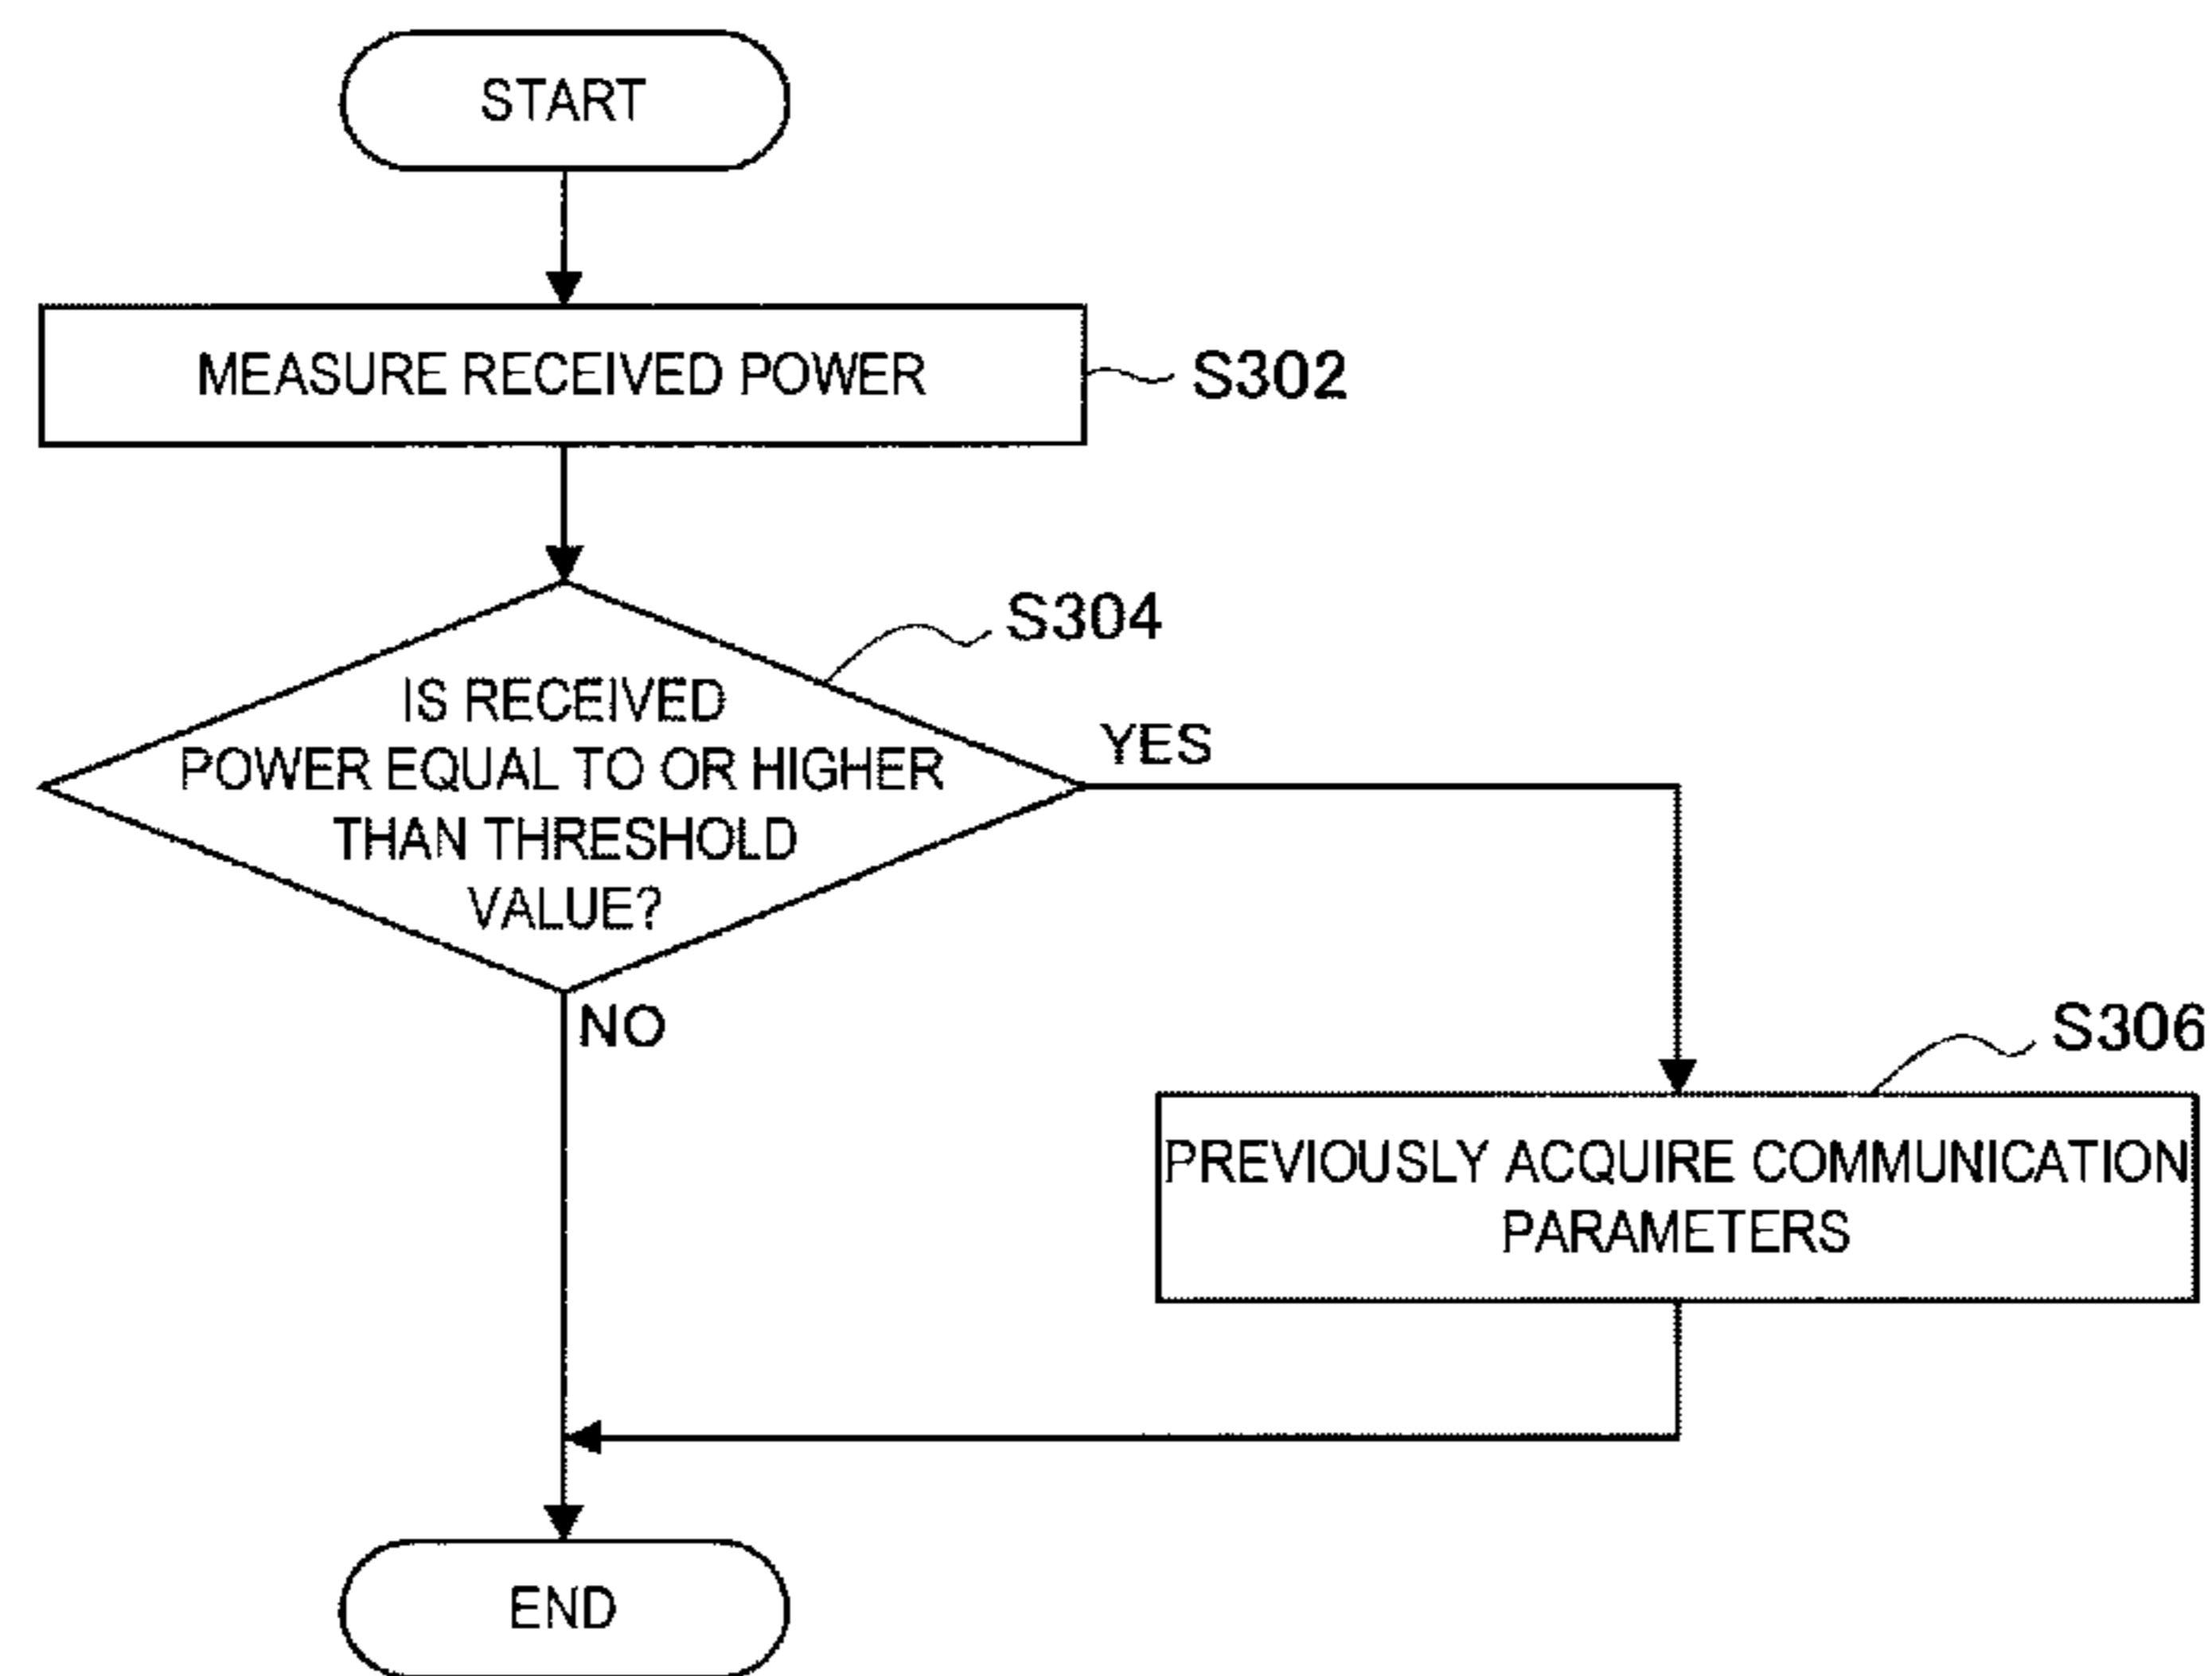 START
MEASURE RECEIVED POWER
S302
S304
IS RECEIVED
POWER EQUAL TO OR HIGHER
THAN THRESHOLD
VALUE?
YES
NO
S306
PREVIOUSLY ACQUIRE COMMUNICATION
PARAMETERS
END